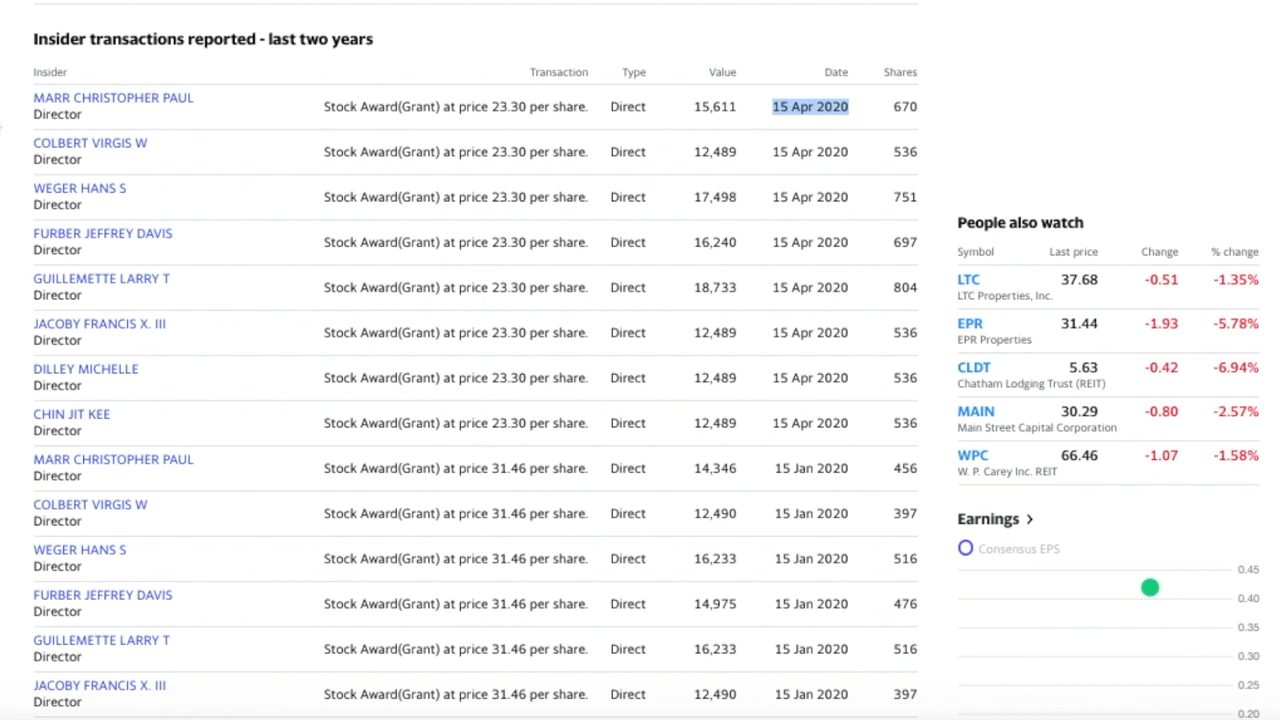 Insider transactions reported - last two years
Insider Transaction Type Value Date Shares
MARR CHRISTOPHER PAUL
Director
Stock Award(Grant) at price 23.30 per share. Direct 15,611 15 Apr 2020 670
COLBERT VIRGIS W
Director
Stock Award(Grant) at price 23.30 per share. Direct 12,489 15 Apr 2020 536
WEGER HANS S
Director
Stock Award(Grant) at price 23.30 per share. Direct 17,498 15 Apr 2020 751
FURBER JEFFREY DAVIS
Director
Stock Award(Grant) at price 23.30 per share. Direct 16,240 15 Apr 2020 697
GUILLEMETTE LARRY T
Director
Stock Award(Grant) at price 23.30 per share. Direct 18,733 15 Apr 2020 804
JACOBY FRANCIS X. III
Director
Stock Award(Grant) at price 23.30 per share. Direct 12,489 15 Apr 2020 536
DILLEY MICHELLE
Director
Stock Award(Grant) at price 23.30 per share. Direct 12,489 15 Apr 2020 536
CHIN JIT KEE
Director
Stock Award(Grant) at price 23.30 per share. Direct 12,489 15 Apr 2020 536
MARR CHRISTOPHER PAUL
Director
Stock Award(Grant) at price 31.46 per share. Direct 14,346 15 Jan 2020 456
COLBERT VIRGIS W
Director
Stock Award(Grant) at price 31.46 per share. Direct 12,490 15 Jan 2020 397
WEGER HANS S
Director
Stock Award(Grant) at price 31.46 per share. Direct 16,233 15 Jan 2020 516
FURBER JEFFREY DAVIS
Director
Stock Award(Grant) at price 31.46 per share. Direct 14,975 15 Jan 2020 476
GUILLEMETTE LARRY T
Director
Stock Award(Grant) at price 31.46 per share. Direct 16,233 15 Jan 2020 516
JACOBY FRANCIS X. III
Director
Stock Award(Grant) at price 31.46 per share. Direct 12,490 15 Jan 2020 397
People also watch
Symbol Last price Change % change
LTC 37.68 -0.51 -1.35%
LTC Properties, Inc.
EPR 31.44 -1.93 -5.78%
EPR Properties
CLDT 5.63 -0.42 -6.94%
Chatham Lodging Trust (REIT)
MAIN 30.29 -0.80 -2.57%
Main Street Capital Corporation
WPC 66.46 -1.07 -1.58%
W. P. Carey Inc. REIT
Earnings >
Consensus EPS
0.45
0.40
0.35
0.30
0.25
0.20